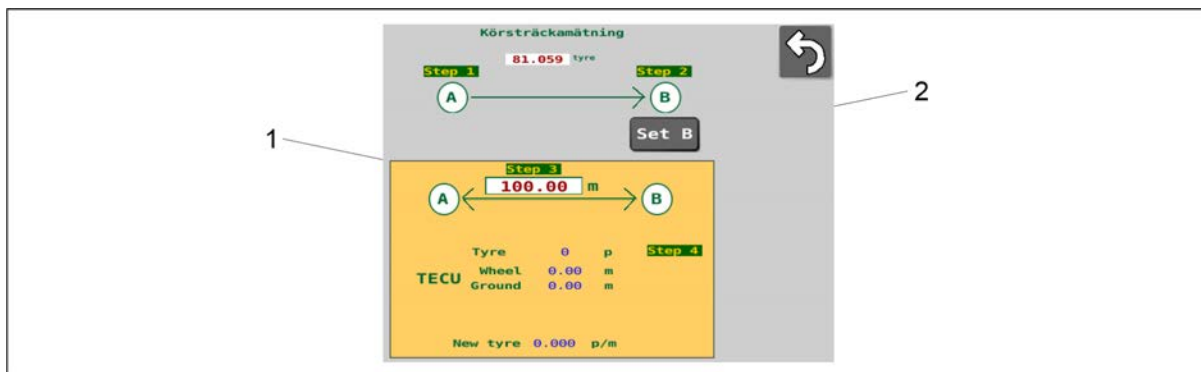 Körsträckamätning
81.059 tyre
Step 1 Step 2
A B
Set B
Step 3
100.00 m
A B
Tyre 0 p Step 4
TECU
Wheel 0.00 m
Ground 0.00 m
New tyre 0.000 p/m
1
2